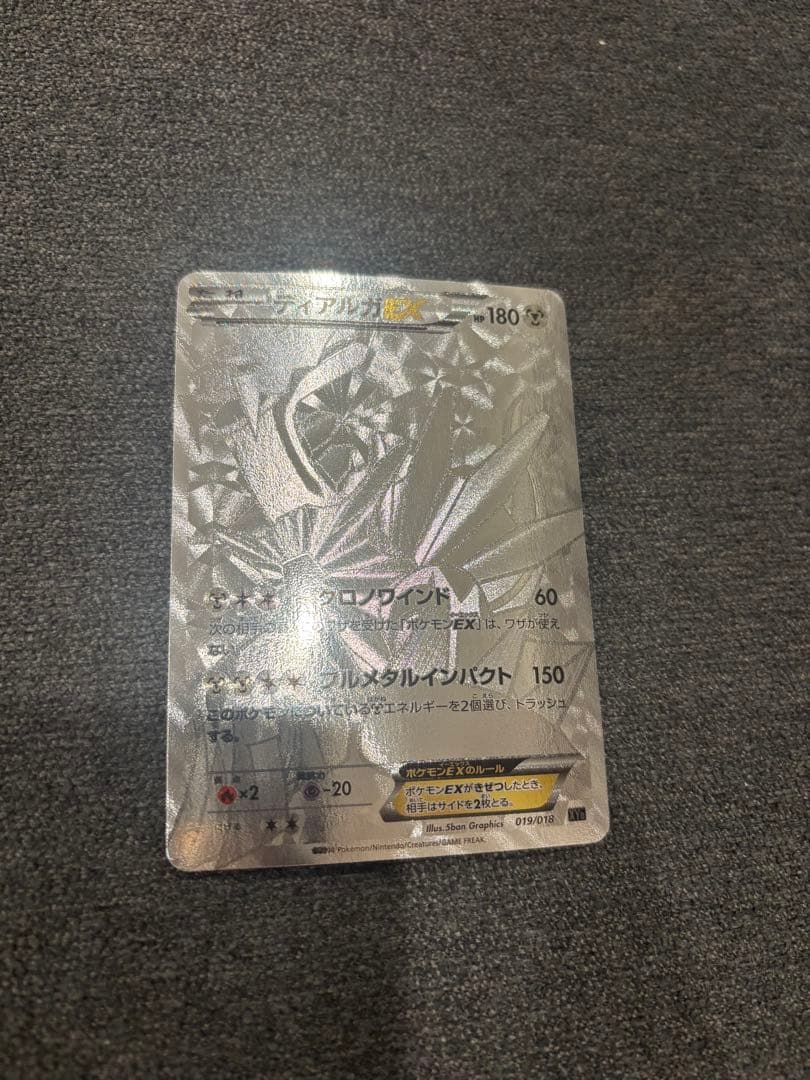 ディアルガEX HP180
クロノワインド 60
次の相手の ワザを受けた「ポケモンEX」は、ワザが使え
ない
フルメタルインパクト 150
このポケモンについているエネルギーを2個選び、トラッシュ
する。
×2 -20
ポケモンEXのルール
ポケモンEXがきぜつしたとき、
相手はサイドを2枚とる。
にげる
Illus. 5ban Graphics 019/018
Pokémon/Nintendo/Creatures/GAME FREAK.